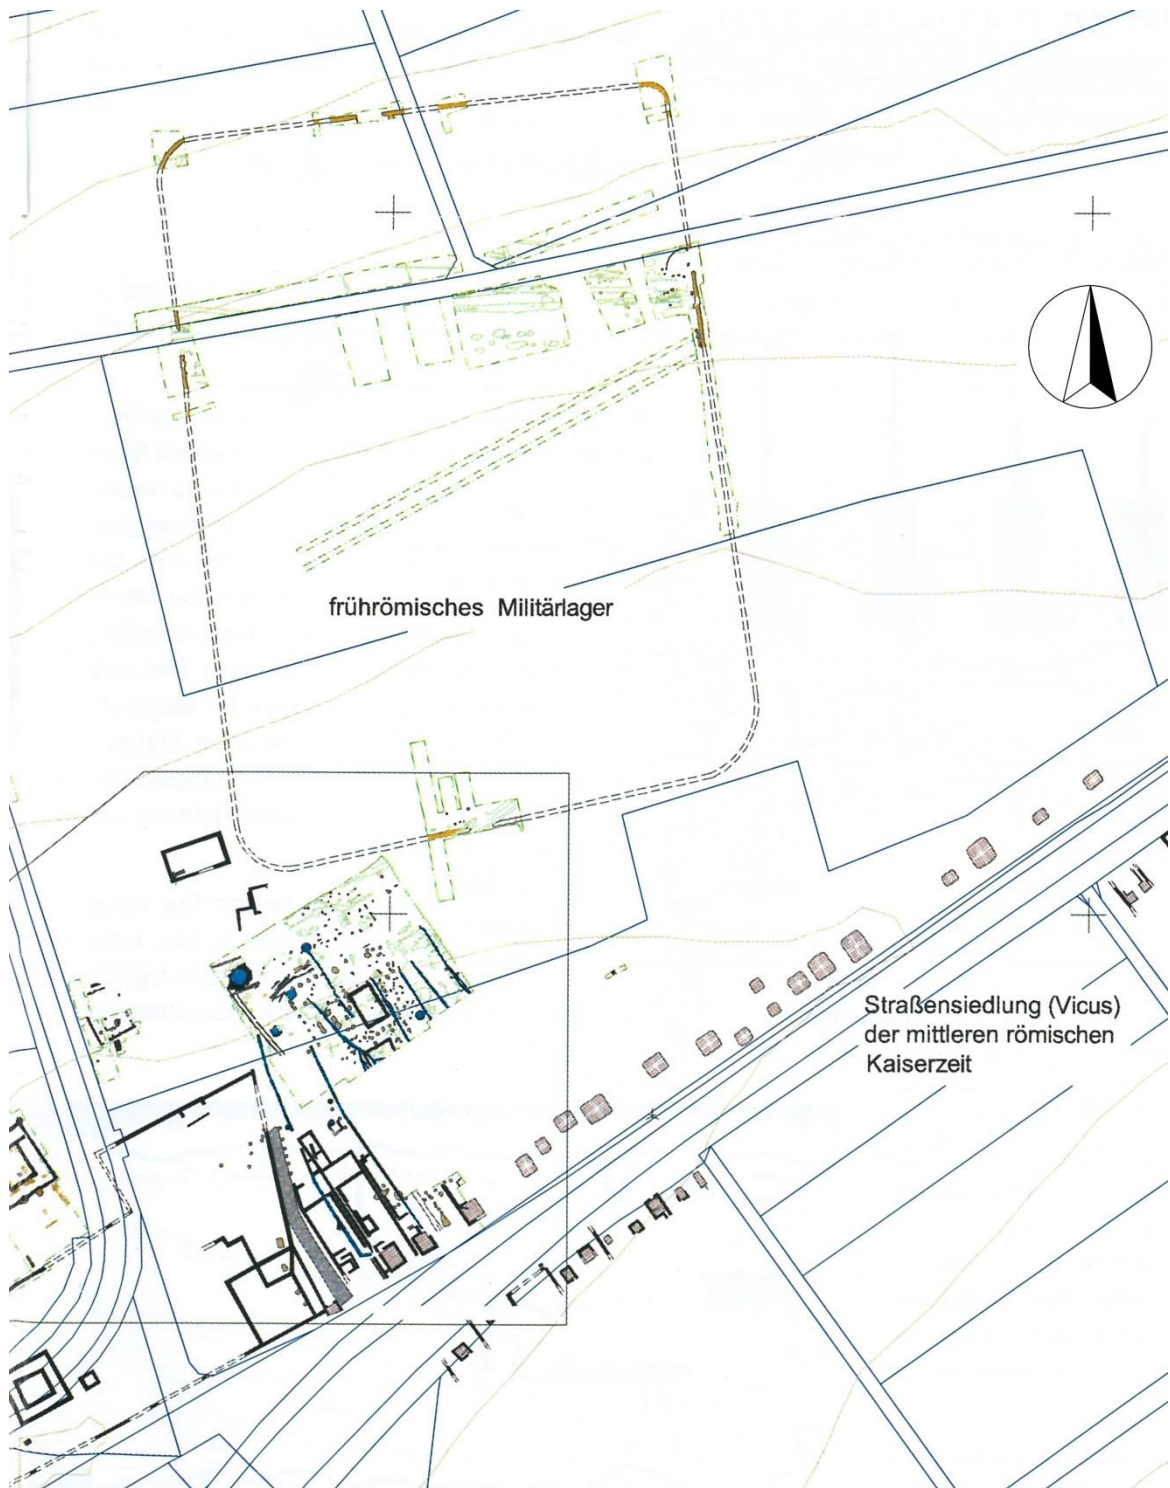 frührömisches Militärlager
Straßensiedlung (Vicus)
der mittleren römischen
Kaiserzeit